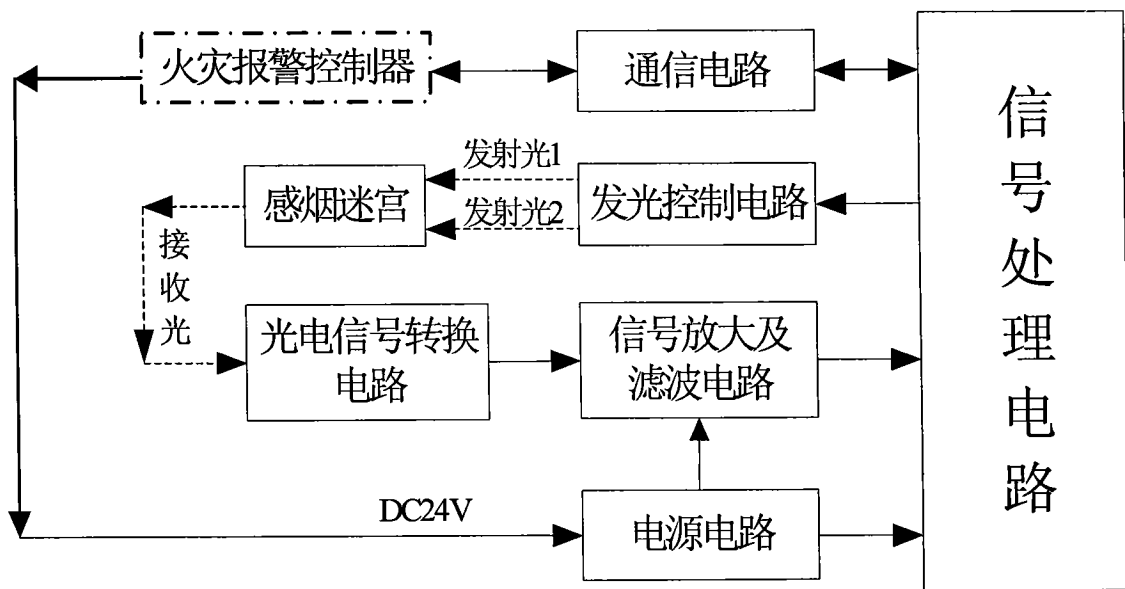 火灾报警控制器
通信电路
发射光1
感烟迷宫
发光控制电路
发射光2
接
收
光
光电信号转换
电路
信号放大及
滤波电路
DC24V
电源电路
信
号
处
理
电
路